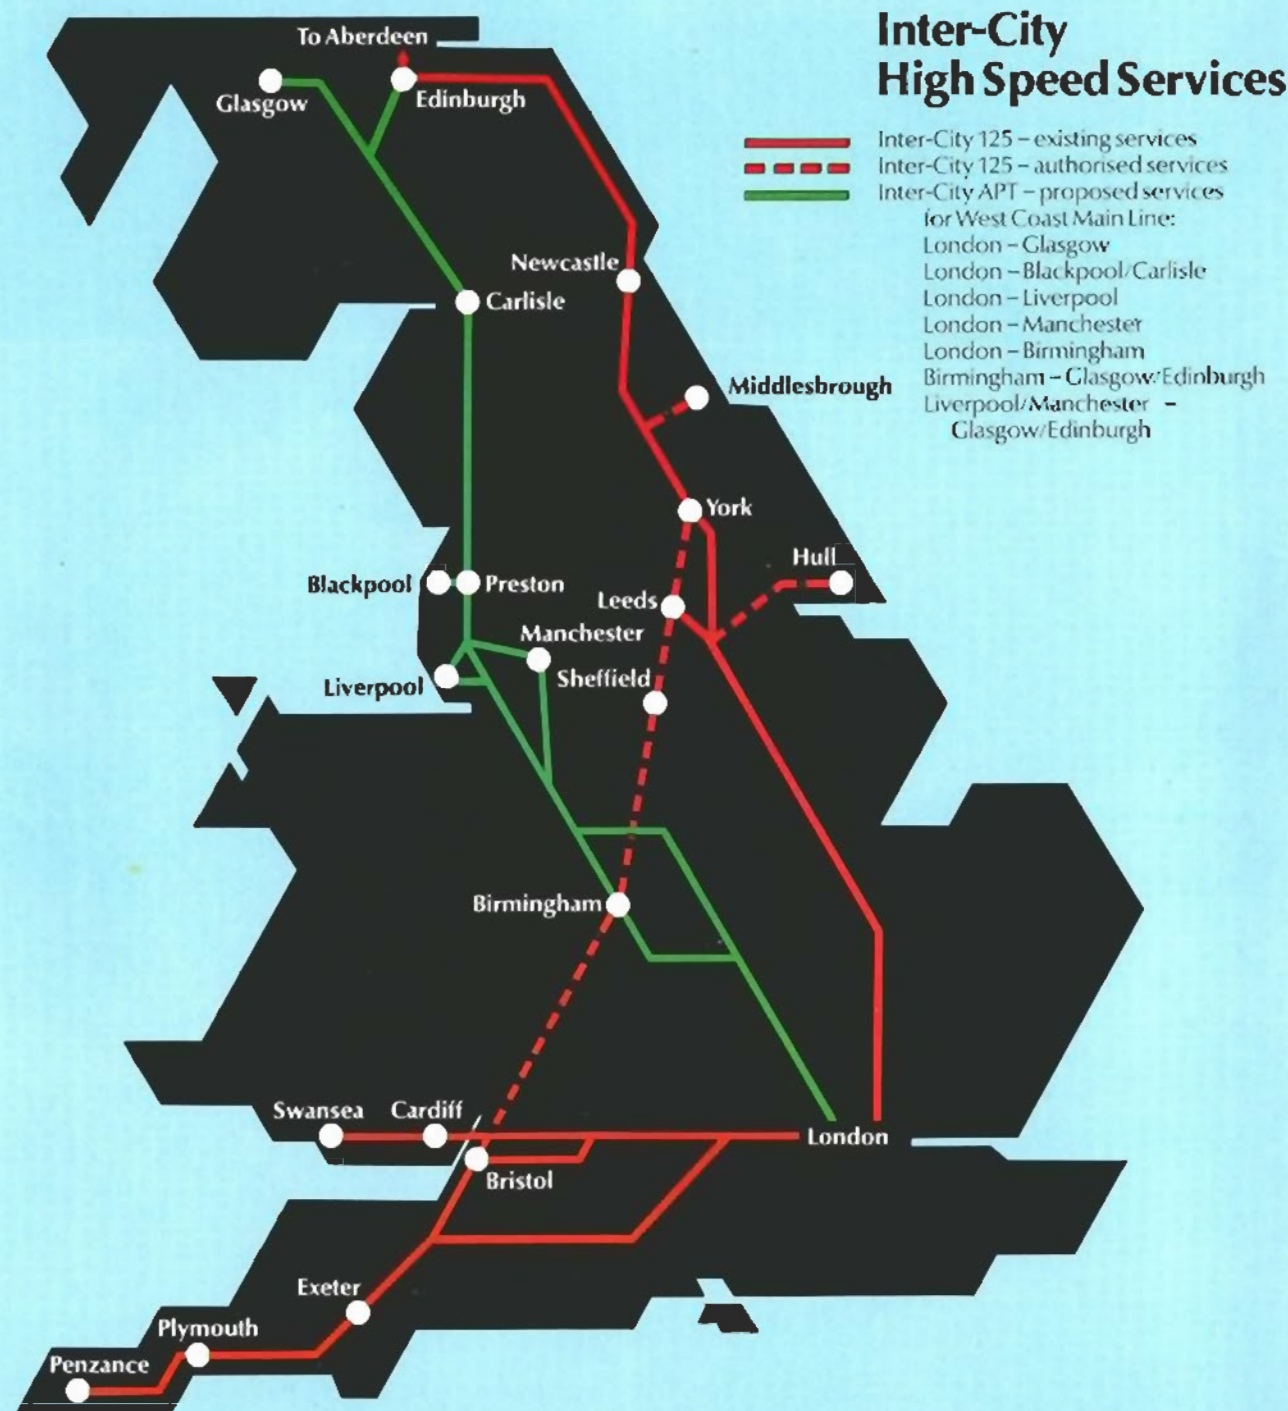 Inter-City
High Speed Services
Inter-City 125 – existing services
Inter-City 125 – authorised services
Inter-City APT – proposed services
for West Coast Main Line:
London – Glasgow
London – Blackpool/Carlisle
London – Liverpool
London – Manchester
London – Birmingham
Birmingham – Glasgow/Edinburgh
Liverpool/Manchester –
Glasgow/Edinburgh
To Aberdeen
Glasgow
Edinburgh
Newcastle
Carlisle
Middlesbrough
York
Hull
Blackpool
Preston
Leeds
Manchester
Sheffield
Liverpool
Birmingham
Swansea
Cardiff
London
Bristol
Exeter
Plymouth
Penzance